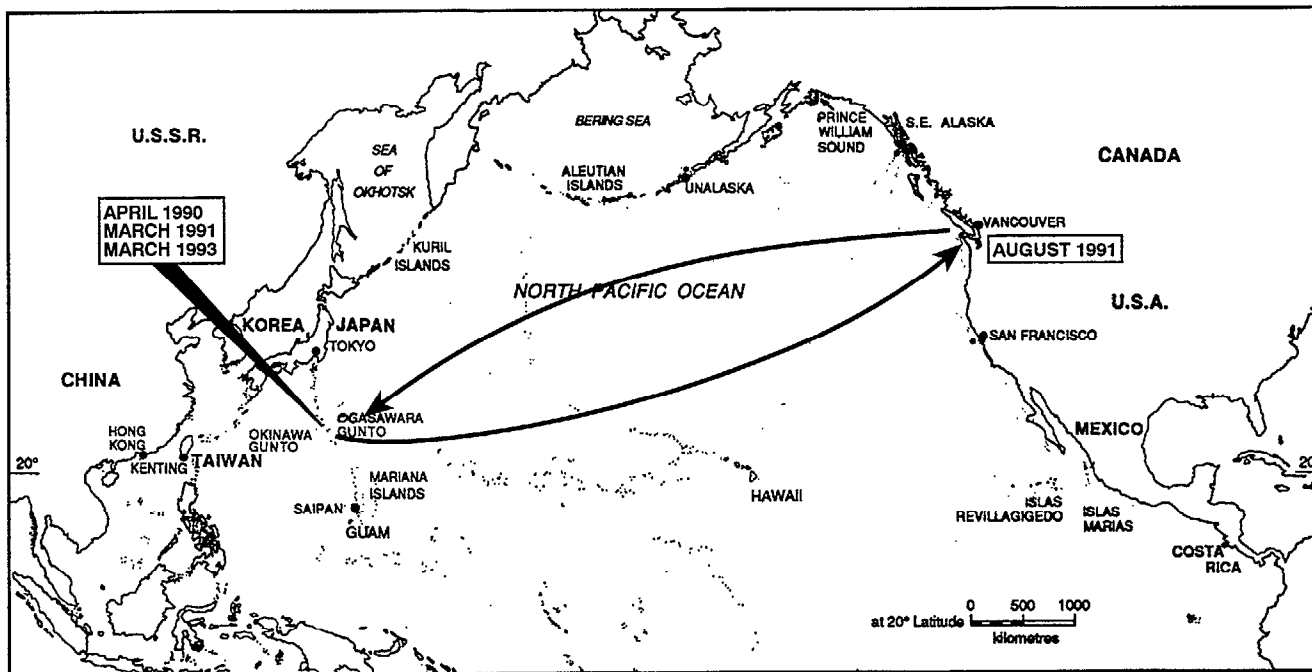 U.S.S.R.
BERING SEA
SEA
OF
OKHOTSK
ALEUTIAN
ISLANDS
UNALASKA
PRINCE
WILLIAM
SOUND
S.E. ALASKA
CANADA
APRIL 1990
MARCH 1991
MARCH 1993
KURIL
ISLANDS
VANCOUVER
AUGUST 1991
NORTH PACIFIC OCEAN
U.S.A.
KOREA
JAPAN
TOKYO
SAN FRANCISCO
CHINA
OGASAWARA
GUNTO
OKINAWA
GUNTO
HONG
KONG
KENTING
TAIWAN
MEXICO
20°
20
MARIANA
ISLANDS
SAIPAN
GUAM
HAWAII
ISLAS
REVILLAGIGEDO
ISLAS
MARIAS
COSTA
RICA
0 500 1000
at 20° Latitude
kilometres